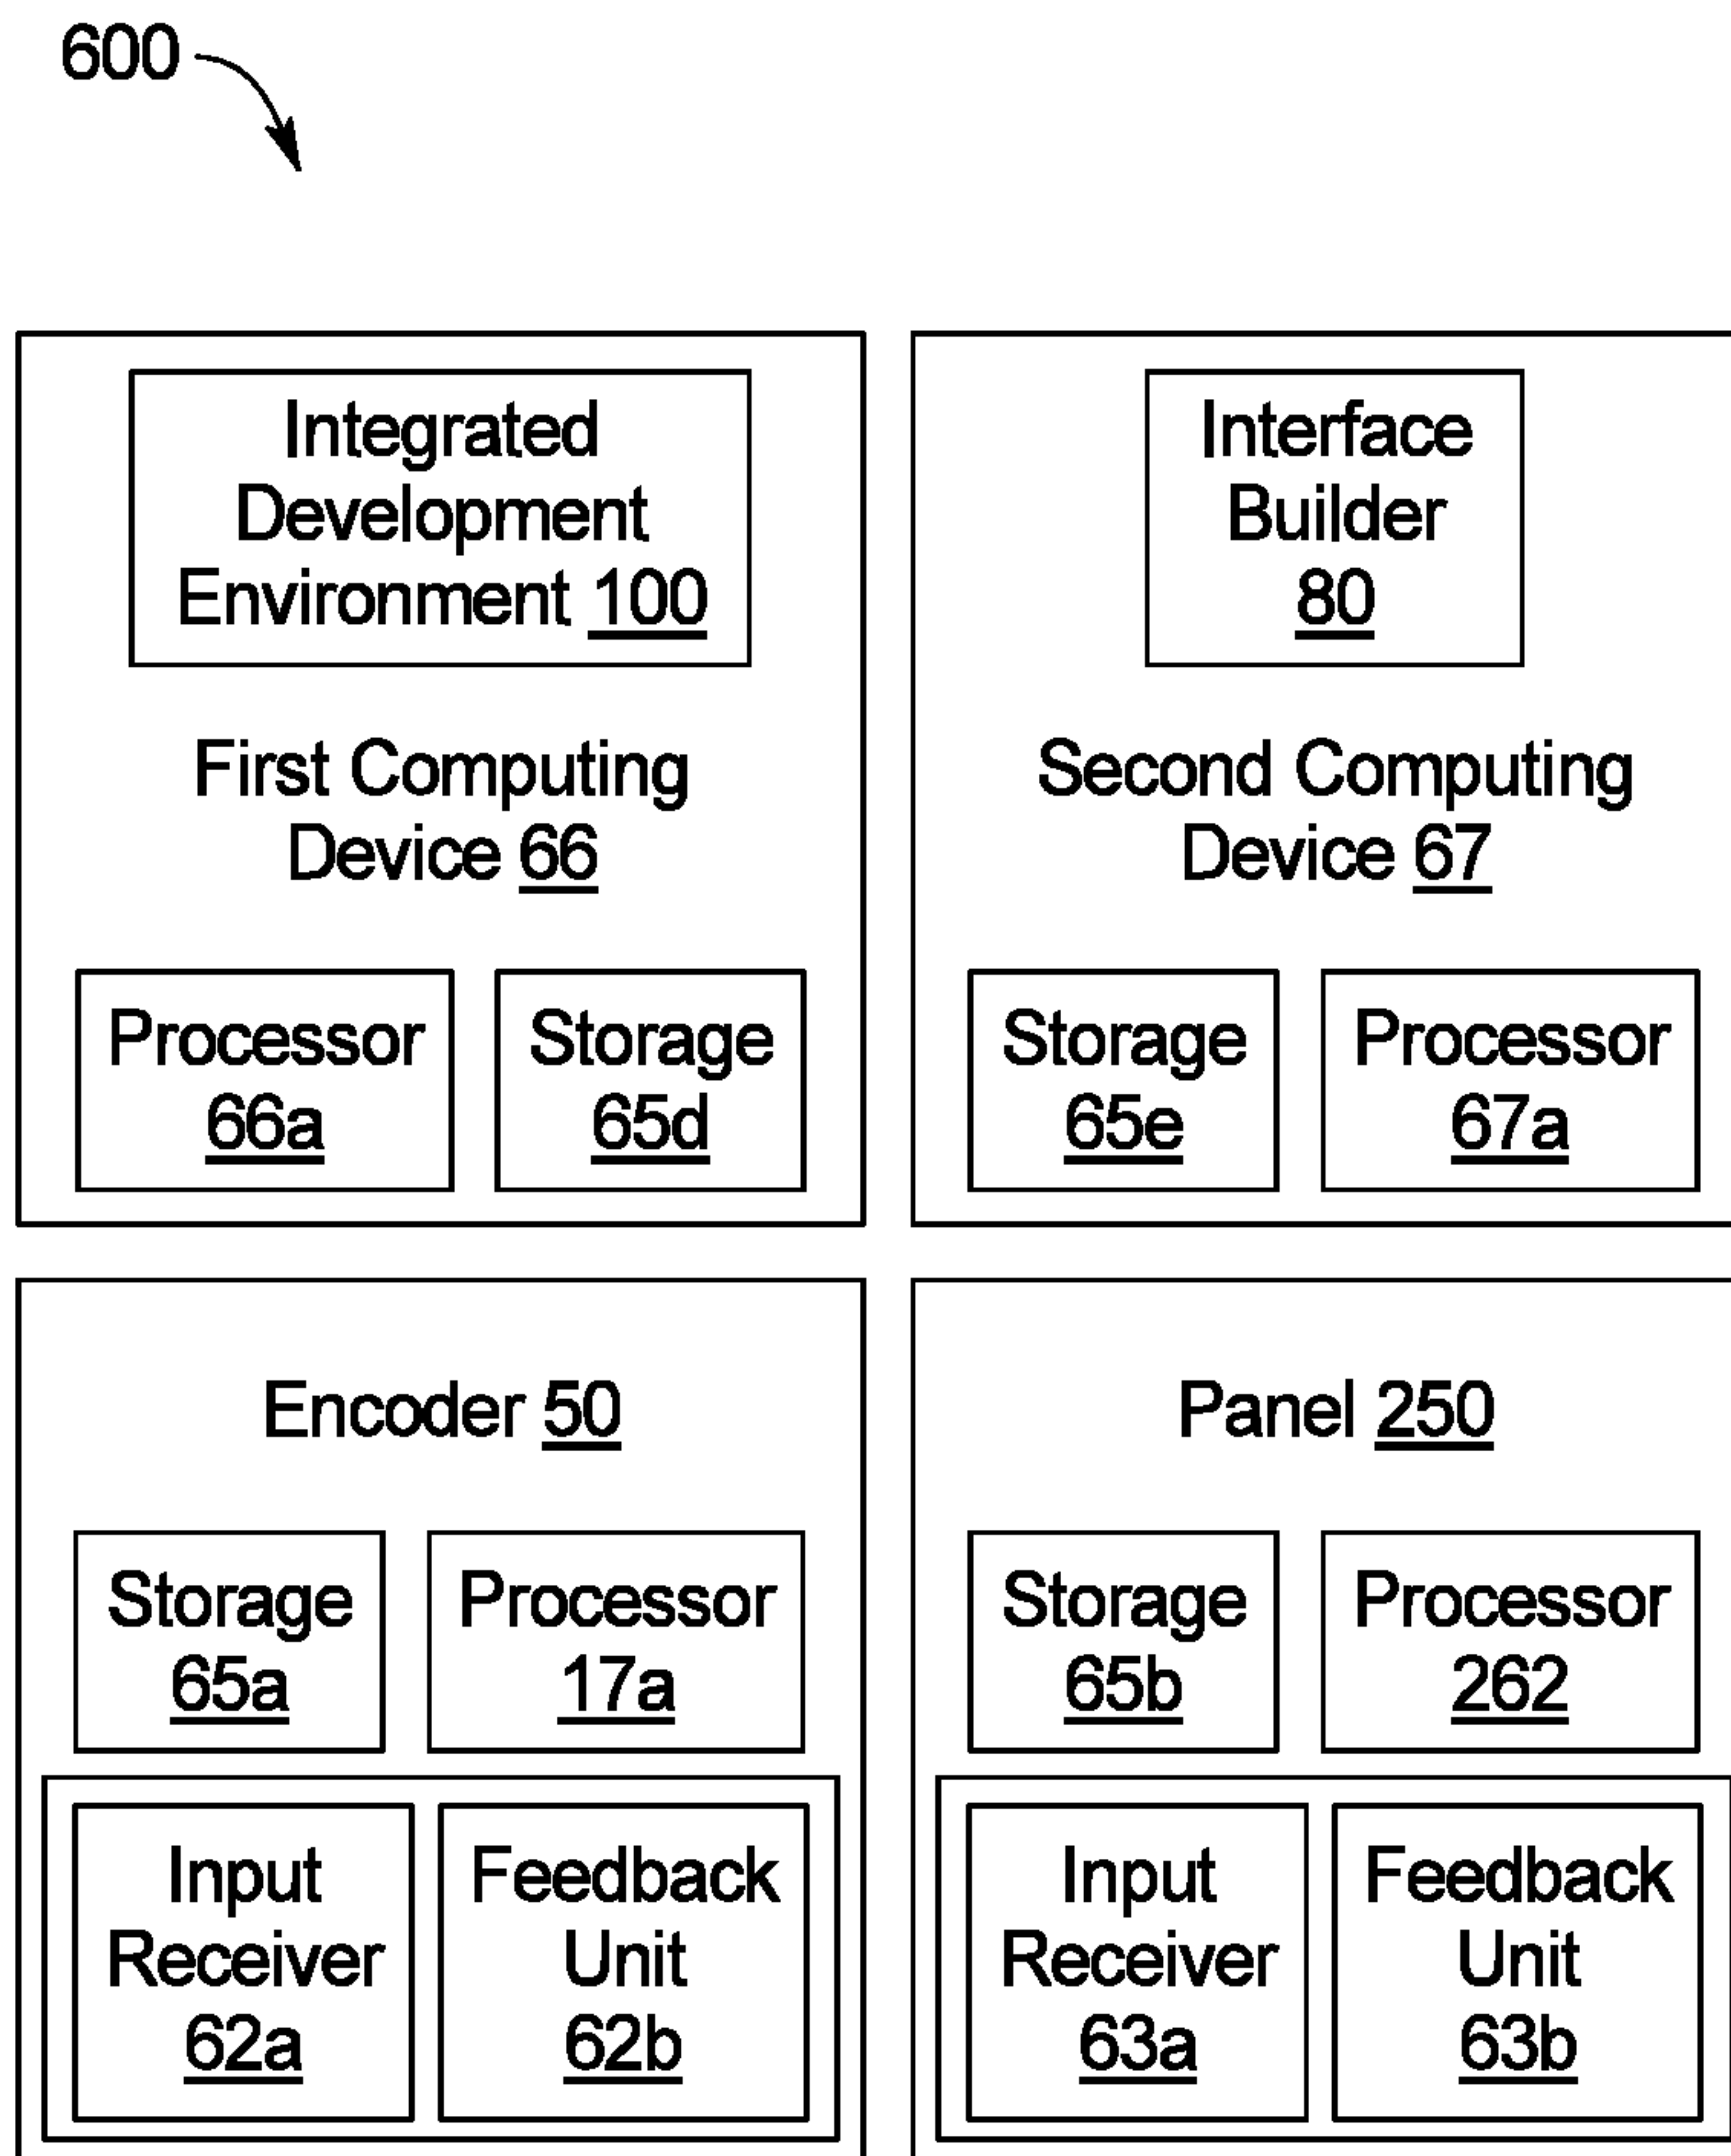 600
Integrated
Development
Environment 100
First Computing
Device 66
Processor
66a
Storage
65d
Interface
Builder
80
Second Computing
Device 67
Storage
65e
Processor
67a
Encoder 50
Storage
65a
Processor
17a
Input
Receiver
62a
Feedback
Unit
62b
Panel 250
Storage
65b
Processor
262
Input
Receiver
63a
Feedback
Unit
63b